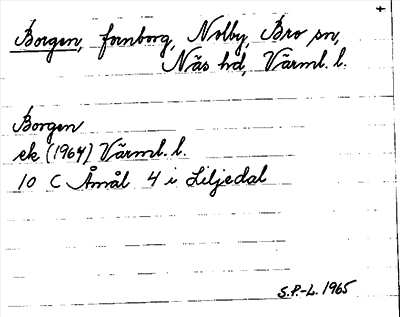 +
Borgen, fornborg, Nolby, Bro sn,
Näs hd, Värml. l.
Borgen
ek (1964) Värml. l.
10 C Åmål 4 i Liljedal
S.P.-L. 1965